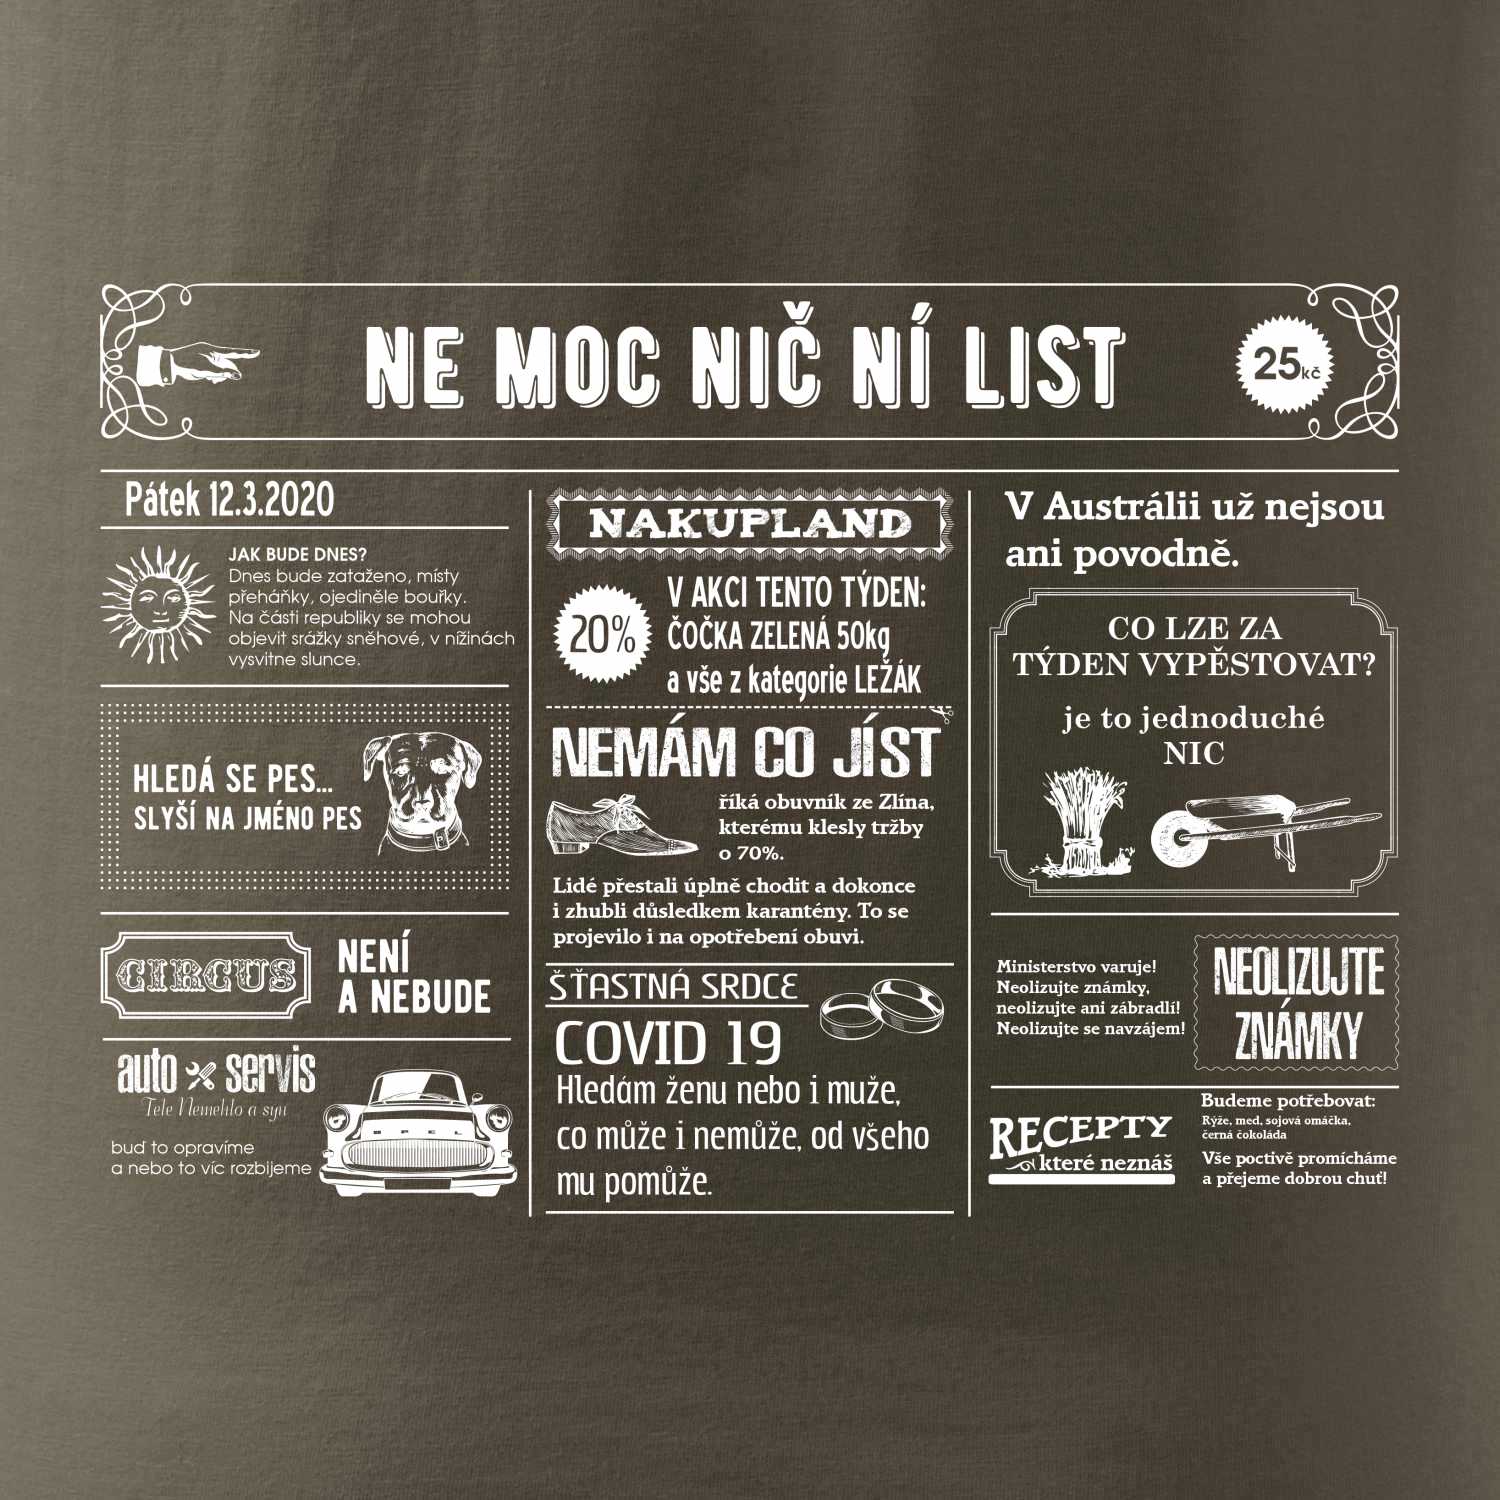 NE MOC NIČ NÍ LIST
25kč
Pátek 12.3.2020
JAK BUDE DNES?
Dnes bude zataženo, místy
přeháňky, ojediněle bouřky.
Na části republiky se mohou
objevit srážky sněhové, v nížinách
vysvitne slunce.
HLEDÁ SE PES...
SLYŠÍ NA JMÉNO PES
CIRCUS
NENÍ
A NEBUDE
auto servis
Tele Nemehlo a syn
buď to opravíme
a nebo to víc rozbijeme
OPEL
NAKUPLAND
20%
V AKCI TENTO TÝDEN:
ČOČKA ZELENÁ 50kg
a vše z kategorie LEŽÁK
NEMÁM CO JÍST
říká obuvník ze Zlína,
kterému klesly tržby
o 70%.
Lidé přestali úplně chodit a dokonce
i zhubli důsledkem karantény. To se
projevilo i na opotřebení obuvi.
ŠŤASTNÁ SRDCE
COVID 19
Hledám ženu nebo i muže,
co může i nemůže, od všeho
mu pomůže.
V Austrálii už nejsou
ani povodně.
CO LZE ZA
TÝDEN VYPĚSTOVAT?
je to jednoduché
NIC
Ministerstvo varuje!
Neolizujte známky,
neolizujte ani zábradlí!
Neolizujte se navzájem!
NEOLIZUJTE
ZNÁMKY
RECEPTY
které neznáš
Budeme potřebovat:
Rýže, med, sojová omáčka,
černá čokoláda
Vše poctivě promícháme
a přejeme dobrou chuť!